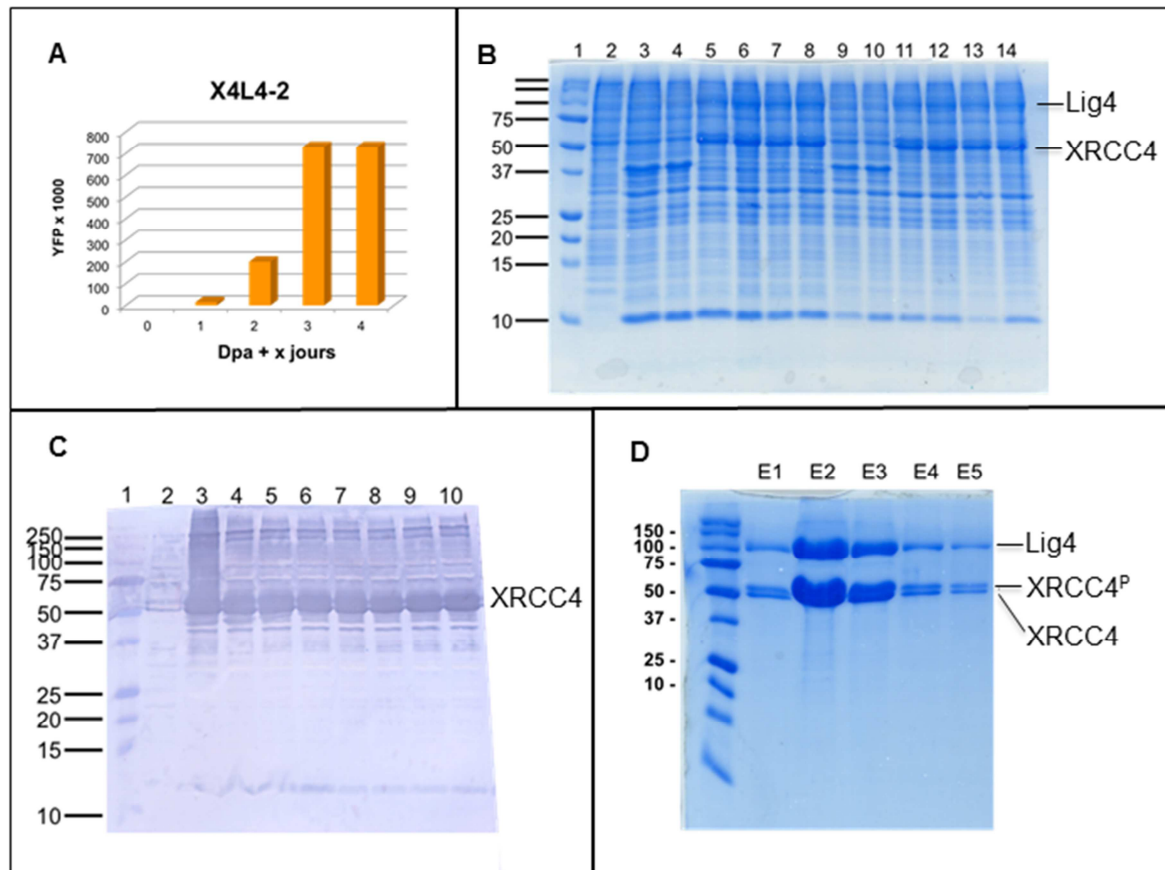 A
X4L4-2
YFP x 1000
800
700
600
500
400
300
200
100
0
0 1 2 3 4
Dpa + x jours
B
1 2 3 4 5 6 7 8 9 10 11 12 13 14
75
50
37
25
20
15
10
Lig4
XRCC4
C
1 2 3 4 5 6 7 8 9 10
250
150
100
75
50
37
25
20
15
10
XRCC4
D
E1 E2 E3 E4 E5
150 -
100 -
75 -
50 -
37 -
25 -
10 -
Lig4
XRCC4ᴾ
XRCC4